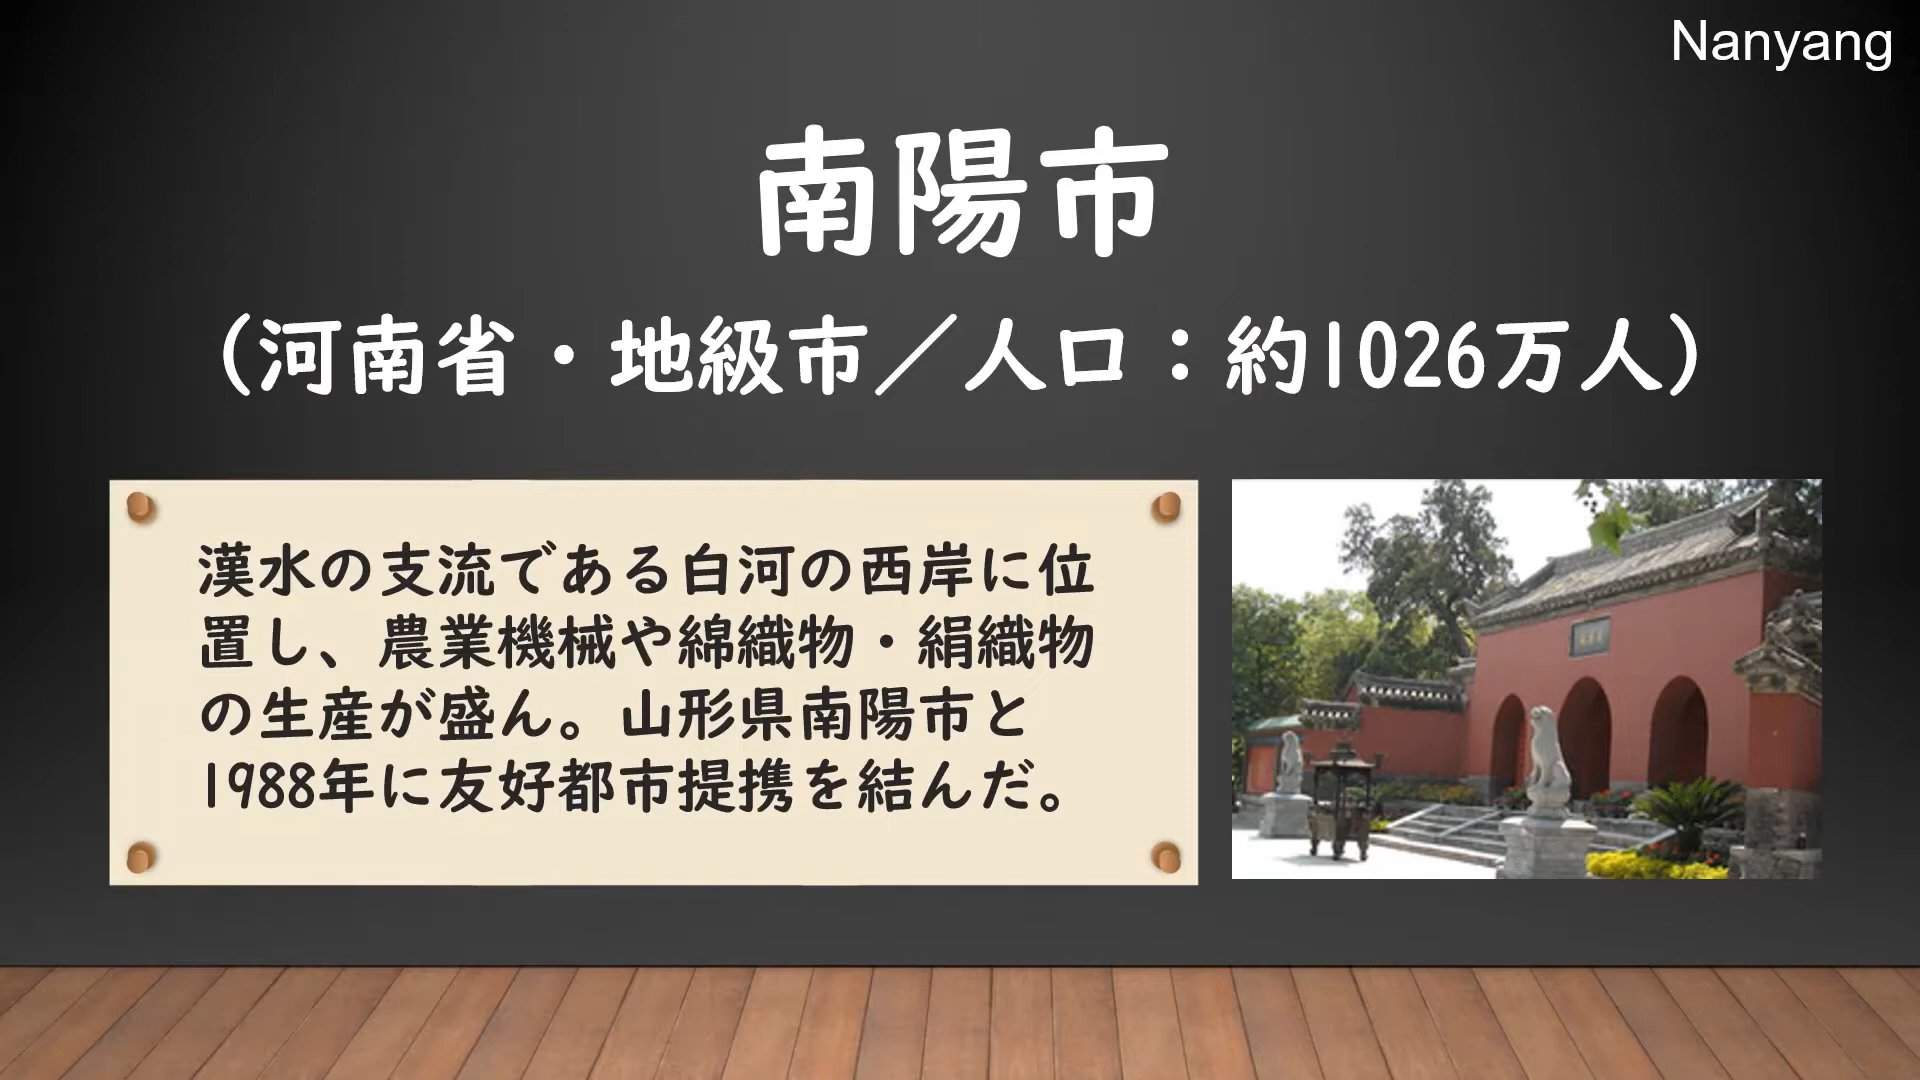 Nanyang
南陽市
（河南省・地級市／人口：約1026万人）
漢水の支流である白河の西岸に位
置し、農業機械や綿織物・絹織物
の生産が盛ん。山形県南陽市と
1988年に友好都市提携を結んだ。